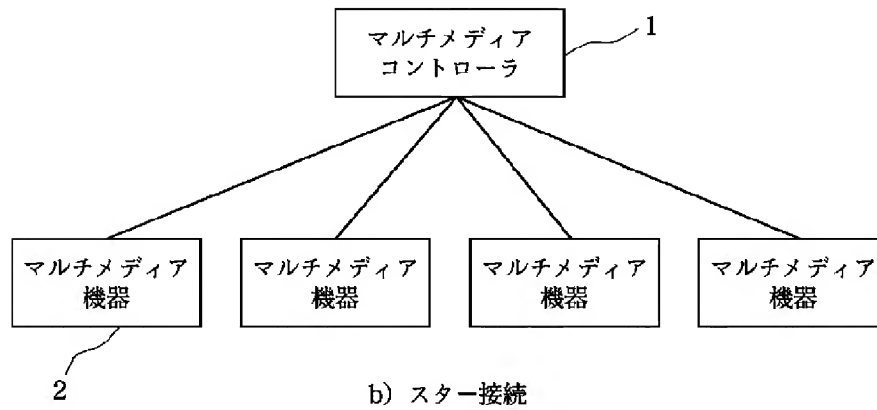 マルチメディア
コントローラ
1
マルチメディア
機器
マルチメディア
機器
マルチメディア
機器
マルチメディア
機器
2
b) スター接続